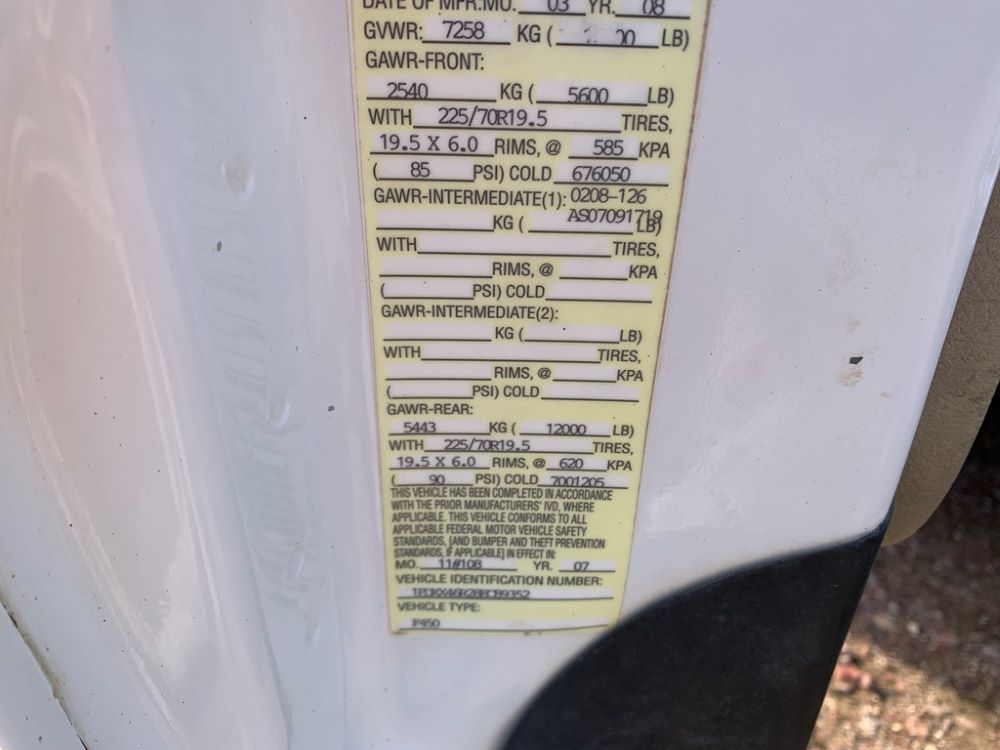 DATE OF MFR:MO. 03 YR. 08
GVWR: 7258 KG ( LB)
GAWR-FRONT:
2540 KG ( 5600 LB)
WITH 225/70R19.5 TIRES,
19.5 X 6.0 RIMS, @ 585 KPA
( 85 PSI) COLD 676050
GAWR-INTERMEDIATE(1): 0208-126
AS07091719
KG ( LB)
WITH TIRES,
RIMS, @ KPA
( PSI) COLD
GAWR-INTERMEDIATE(2):
KG ( LB)
WITH TIRES,
RIMS, @ KPA
( PSI) COLD
GAWR-REAR:
5443 KG ( 12000 LB)
WITH 225/70R19.5 TIRES,
19.5 X 6.0 RIMS, @ 620 KPA
( 90 PSI) COLD 7001205
THIS VEHICLE HAS BEEN COMPLETED IN ACCORDANCE
WITH THE PRIOR MANUFACTURERS' IVD, WHERE
APPLICABLE. THIS VEHICLE CONFORMS TO ALL
APPLICABLE FEDERAL MOTOR VEHICLE SAFETY
STANDARDS, [AND BUMPER AND THEFT PREVENTION
STANDARDS, IF APPLICABLE] IN EFFECT IN:
MO. 11/#108 YR. 07
VEHICLE IDENTIFICATION NUMBER:
VEHICLE TYPE:
F450